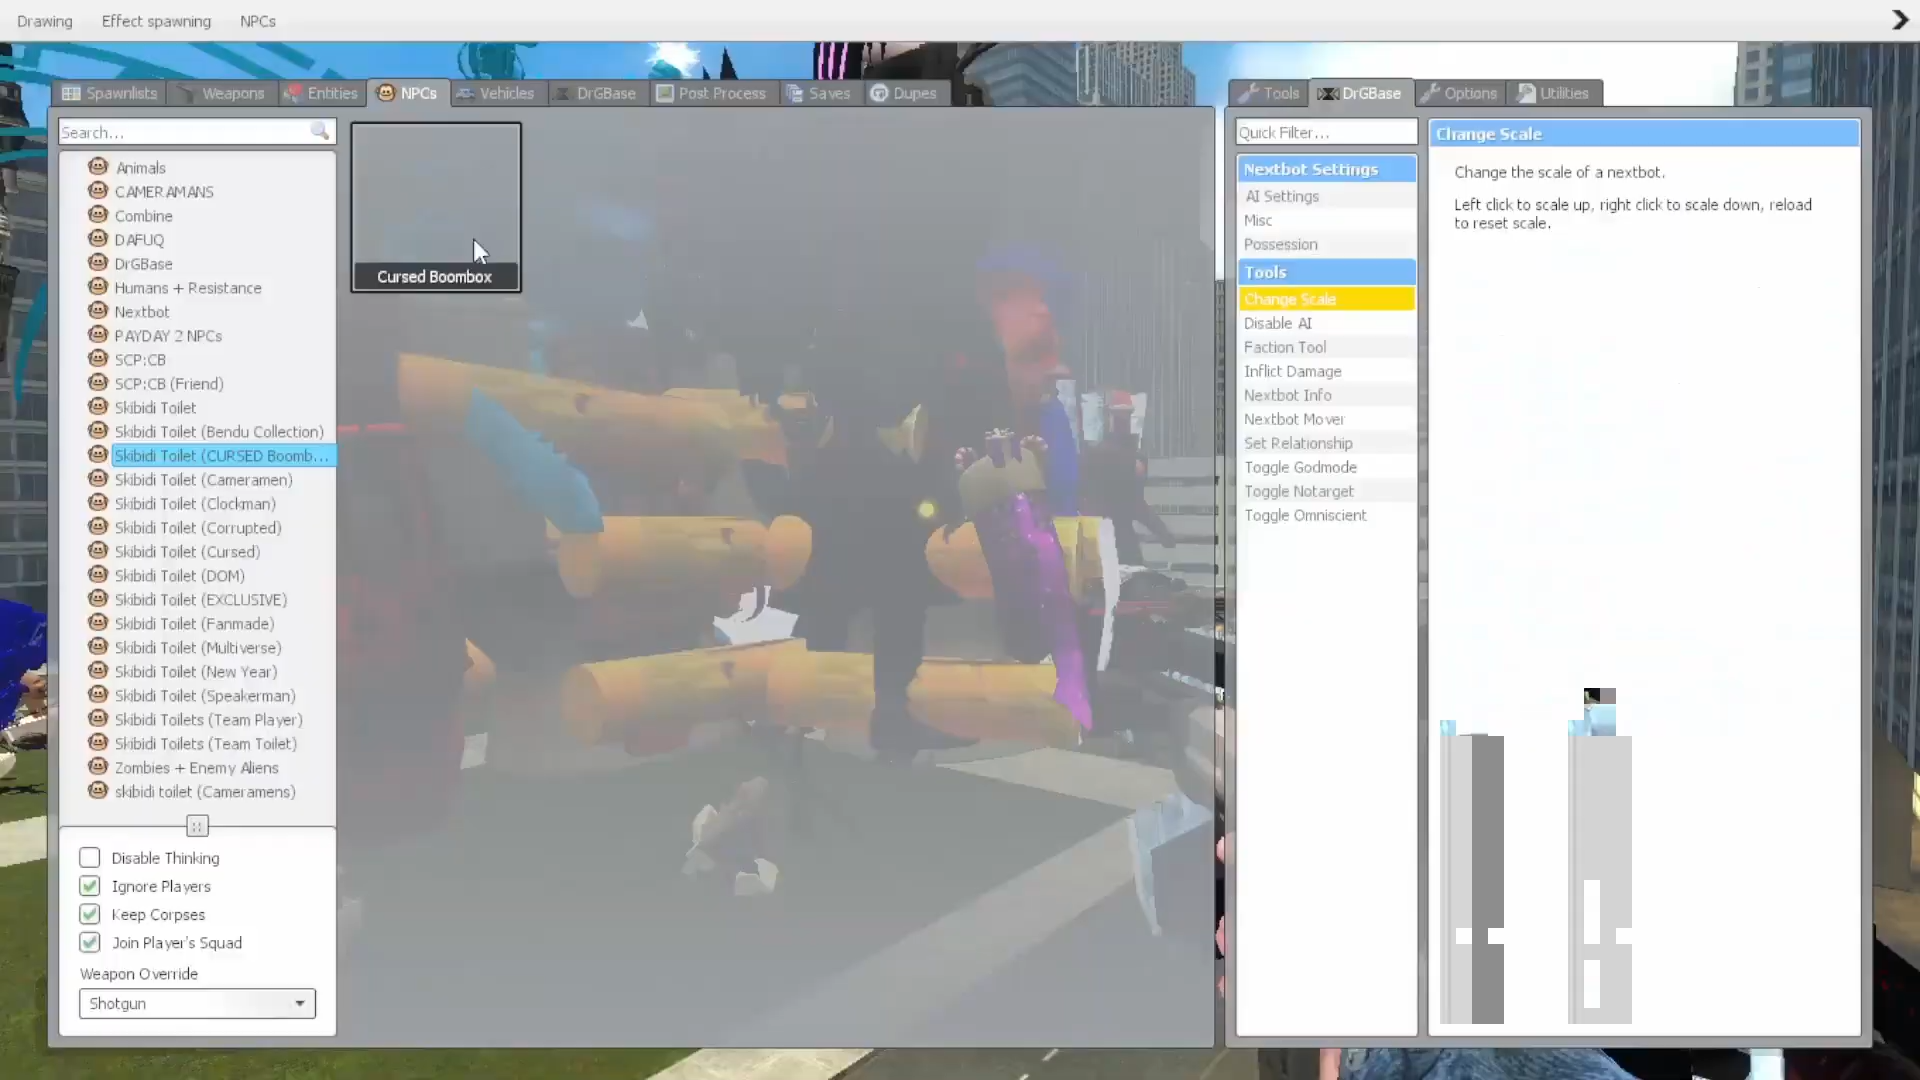 Drawing Effect spawning NPCs
Spawnlists Weapons Entities NPCs Vehicles DrGBase Post Process Saves Dupes
Search...
Animals
CAMERAMANS
Combine
DAFUQ
DrGBase
Humans + Resistance
Nextbot
PAYDAY 2 NPCs
SCP:CB
SCP:CB (Friend)
Skibidi Toilet
Skibidi Toilet (Bendu Collection)
Skibidi Toilet (CURSED Boomb...
Skibidi Toilet (Cameramen)
Skibidi Toilet (Clockman)
Skibidi Toilet (Corrupted)
Skibidi Toilet (Cursed)
Skibidi Toilet (DOM)
Skibidi Toilet (EXCLUSIVE)
Skibidi Toilet (Fanmade)
Skibidi Toilet (Multiverse)
Skibidi Toilet (New Year)
Skibidi Toilet (Speakerman)
Skibidi Toilets (Team Player)
Skibidi Toilets (Team Toilet)
Zombies + Enemy Aliens
skibidi toilet (Cameramens)
Disable Thinking
Ignore Players
Keep Corpses
Join Player's Squad
Weapon Override
Shotgun
Cursed Boombox
Tools DrGBase Options Utilities
Quick Filter...
Nextbot Settings
AI Settings
Misc
Possession
Tools
Change Scale
Disable AI
Faction Tool
Inflict Damage
Nextbot Info
Nextbot Mover
Set Relationship
Toggle Godmode
Toggle Notarget
Toggle Omniscient
Change Scale
Change the scale of a nextbot.
Left click to scale up, right click to scale down, reload
to reset scale.